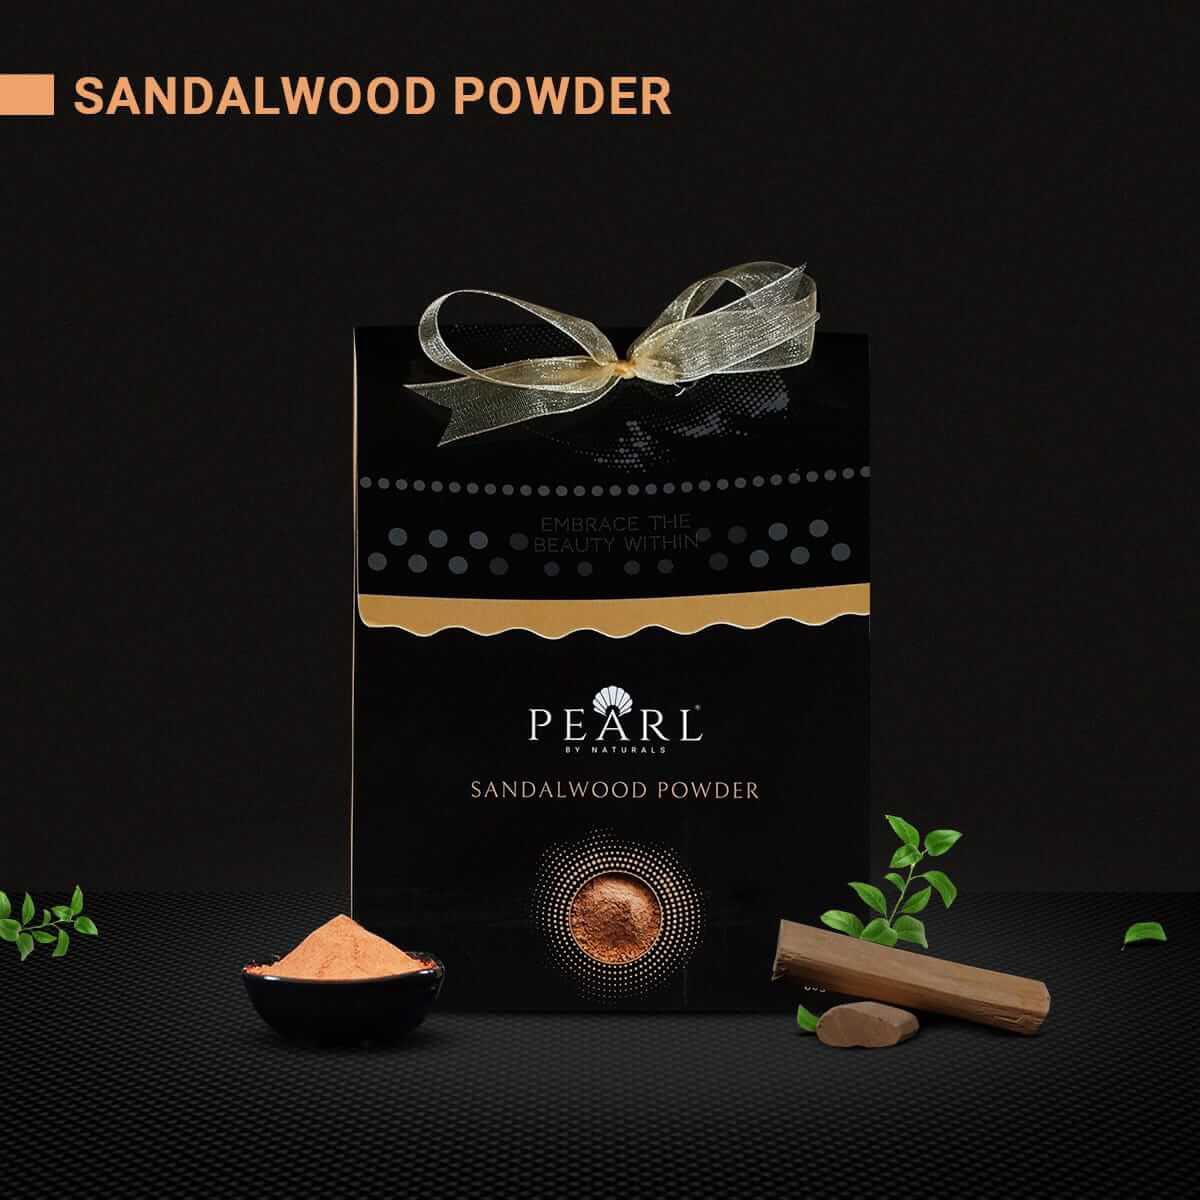 SANDALWOOD POWDER
EMBRACE THE
BEAUTY WITHIN
PEARL®
BY NATURALS
SANDALWOOD POWDER